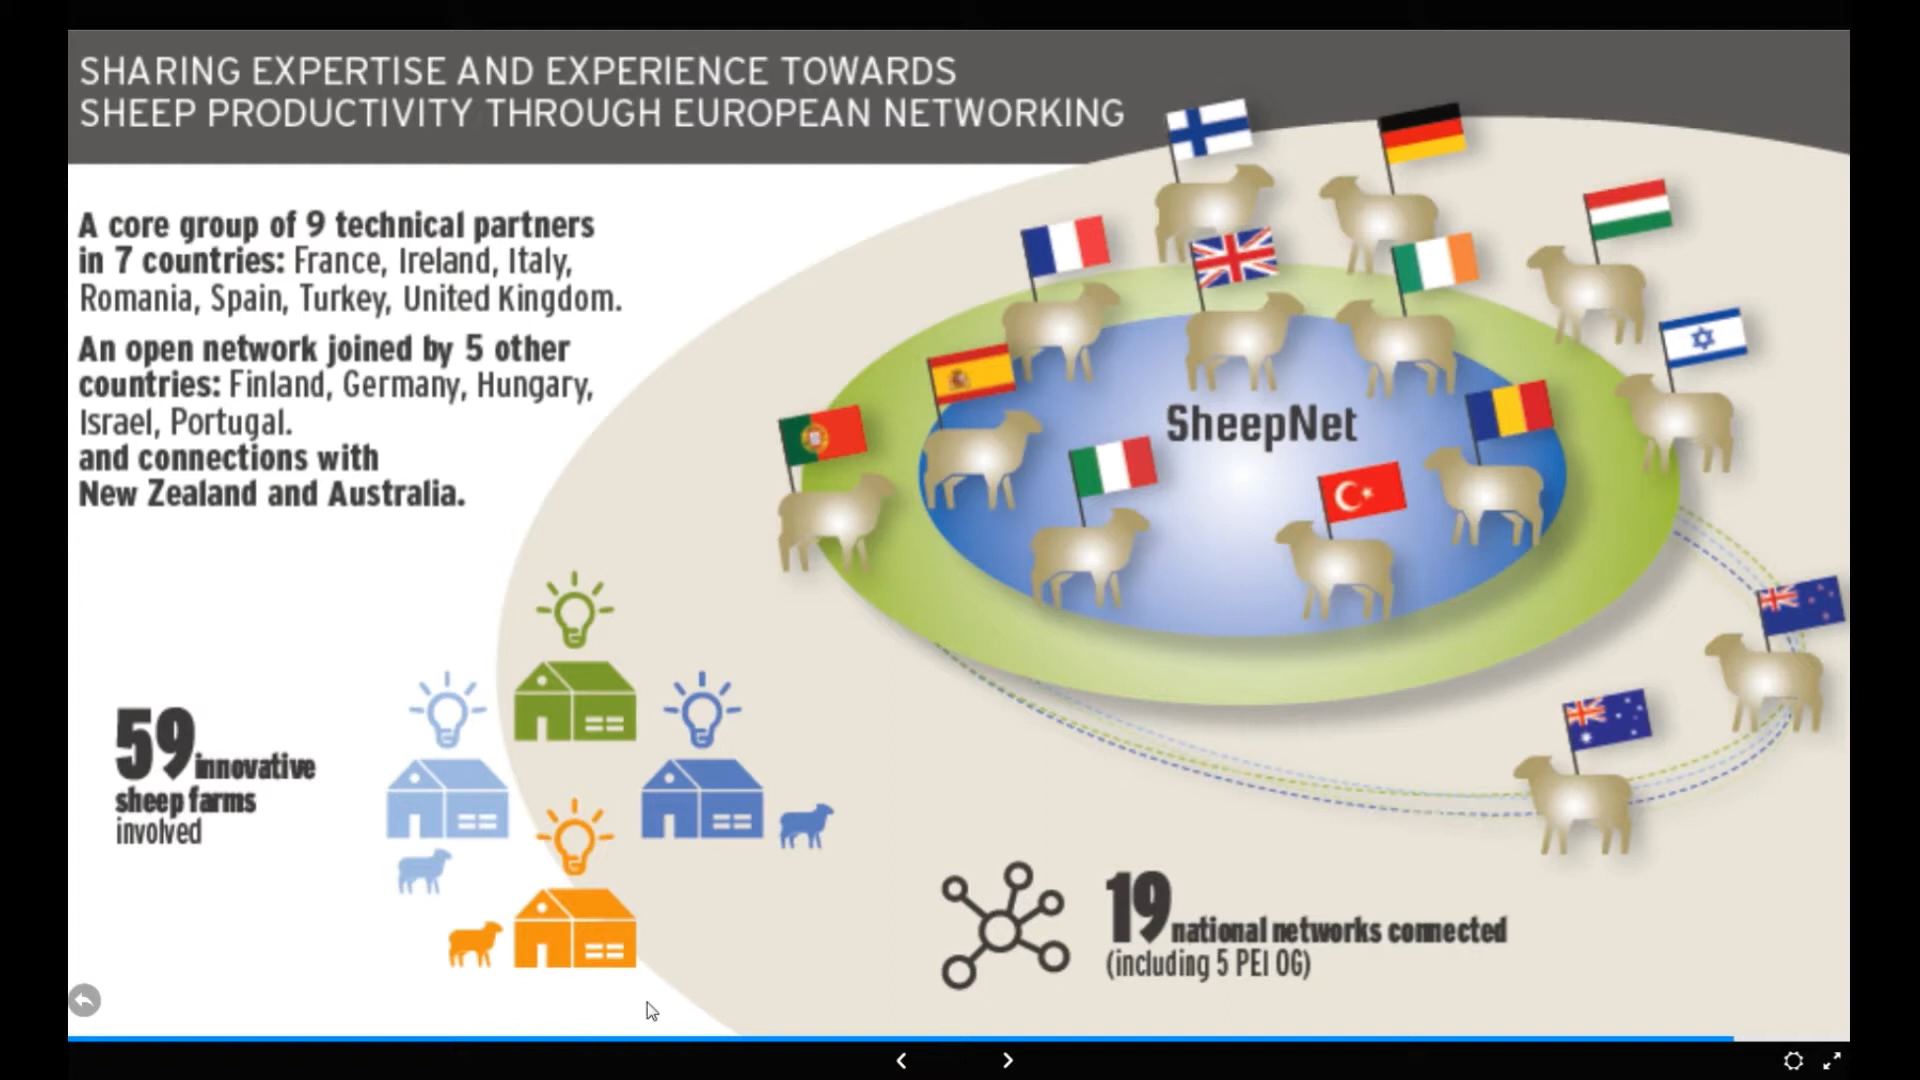 SHARING EXPERTISE AND EXPERIENCE TOWARDS
SHEEP PRODUCTIVITY THROUGH EUROPEAN NETWORKING
A core group of 9 technical partners
in 7 countries: France, Ireland, Italy,
Romania, Spain, Turkey, United Kingdom.
An open network joined by 5 other
countries: Finland, Germany, Hungary,
Israel, Portugal.
and connections with
New Zealand and Australia.
SheepNet
59 innovative
sheep farms
involved
19 national networks connected
(including 5 PEI OG)